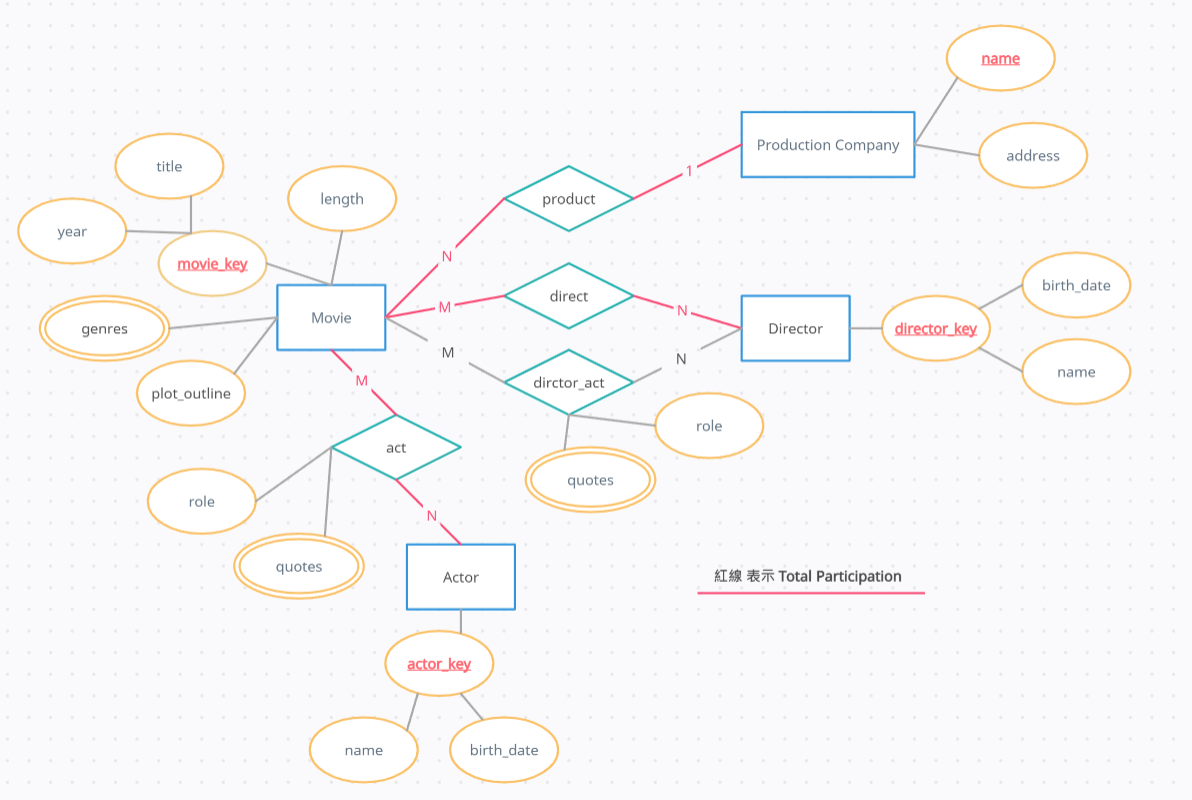 name
Production Company
address
title
length
product
1
year
movie_key
N
birth_date
direct
M
N
Movie
genres
Director
director_key
M
N
name
plot_outline
M
dirctor_act
role
act
quotes
role
N
quotes
Actor
紅線 表示 Total Participation
actor_key
name
birth_date